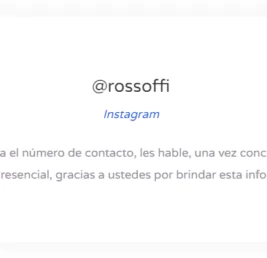 @rossoffi
Instagram
a el número de contacto, les hable, una vez conc
resencial, gracias a ustedes por brindar esta info